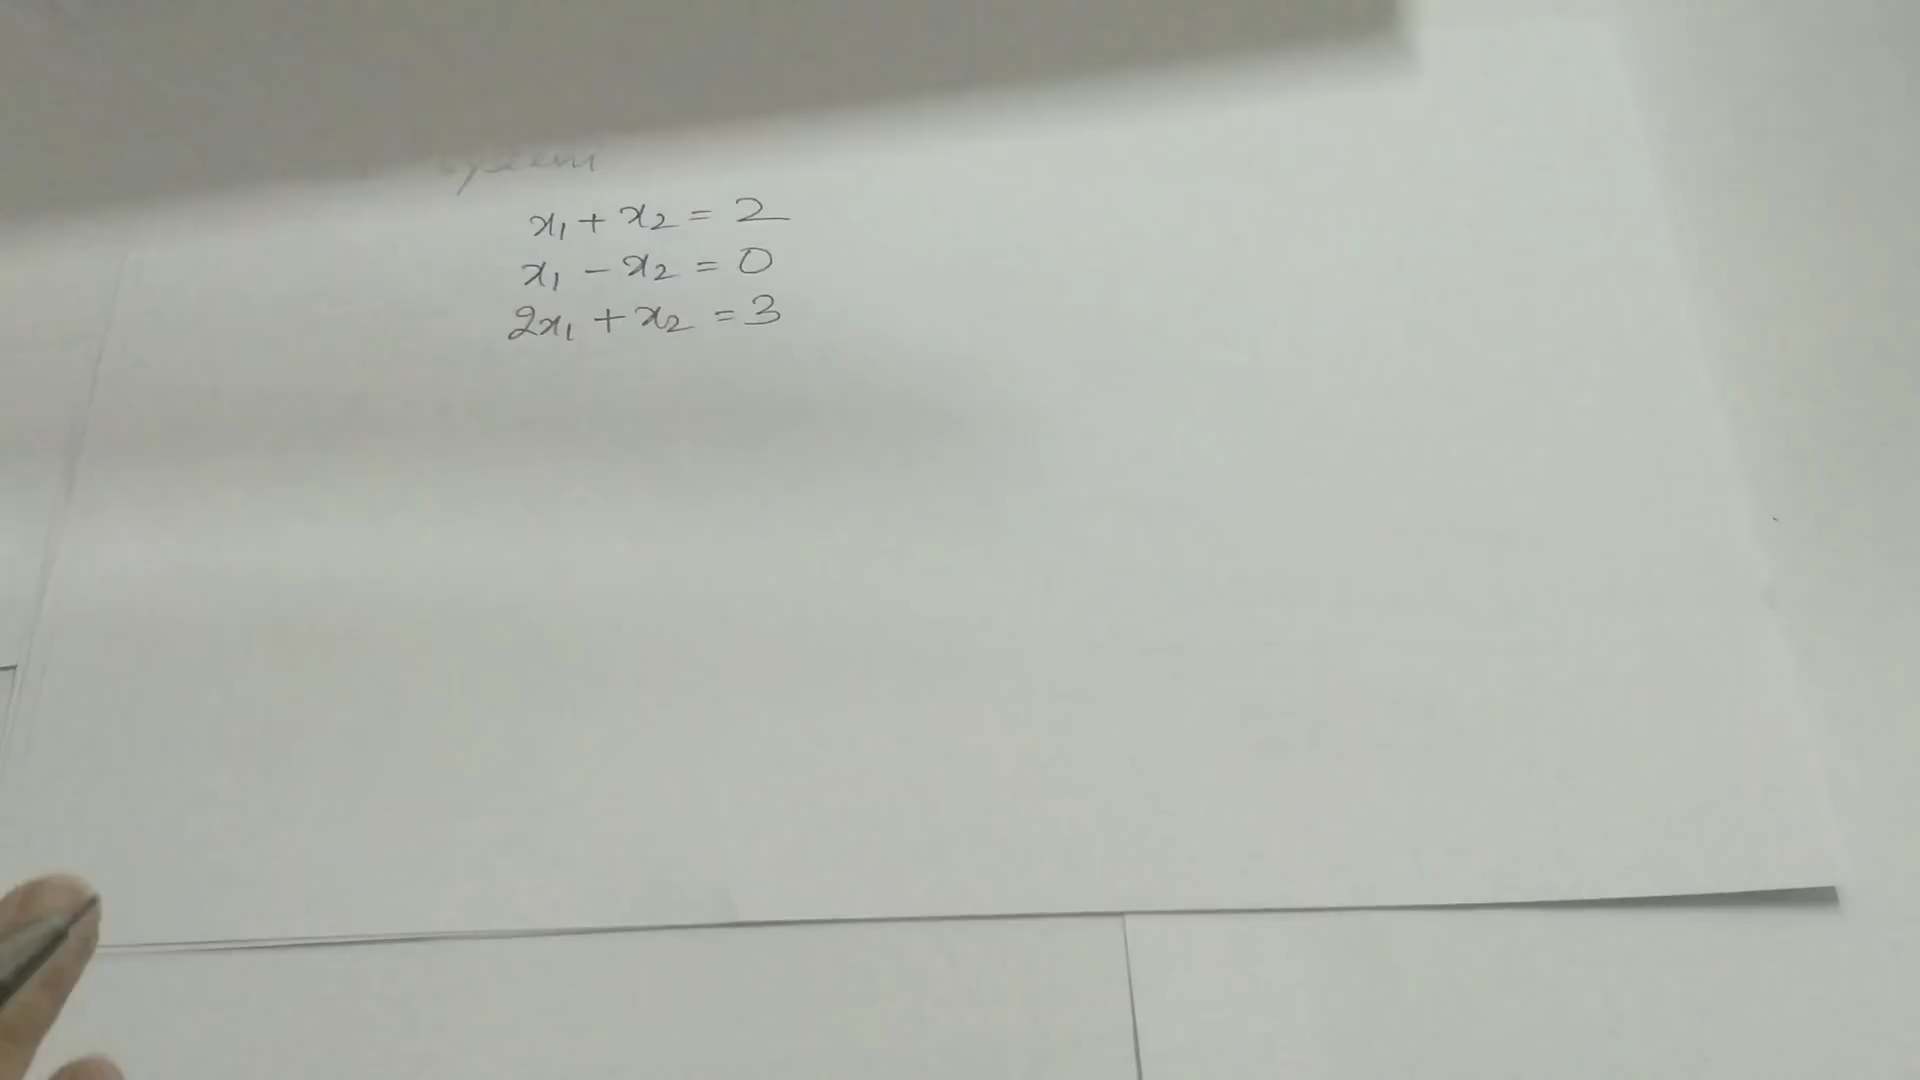 x₁ + x₂ = 2
x₁ - x₂ = 0
2x₁ + x₂ = 3